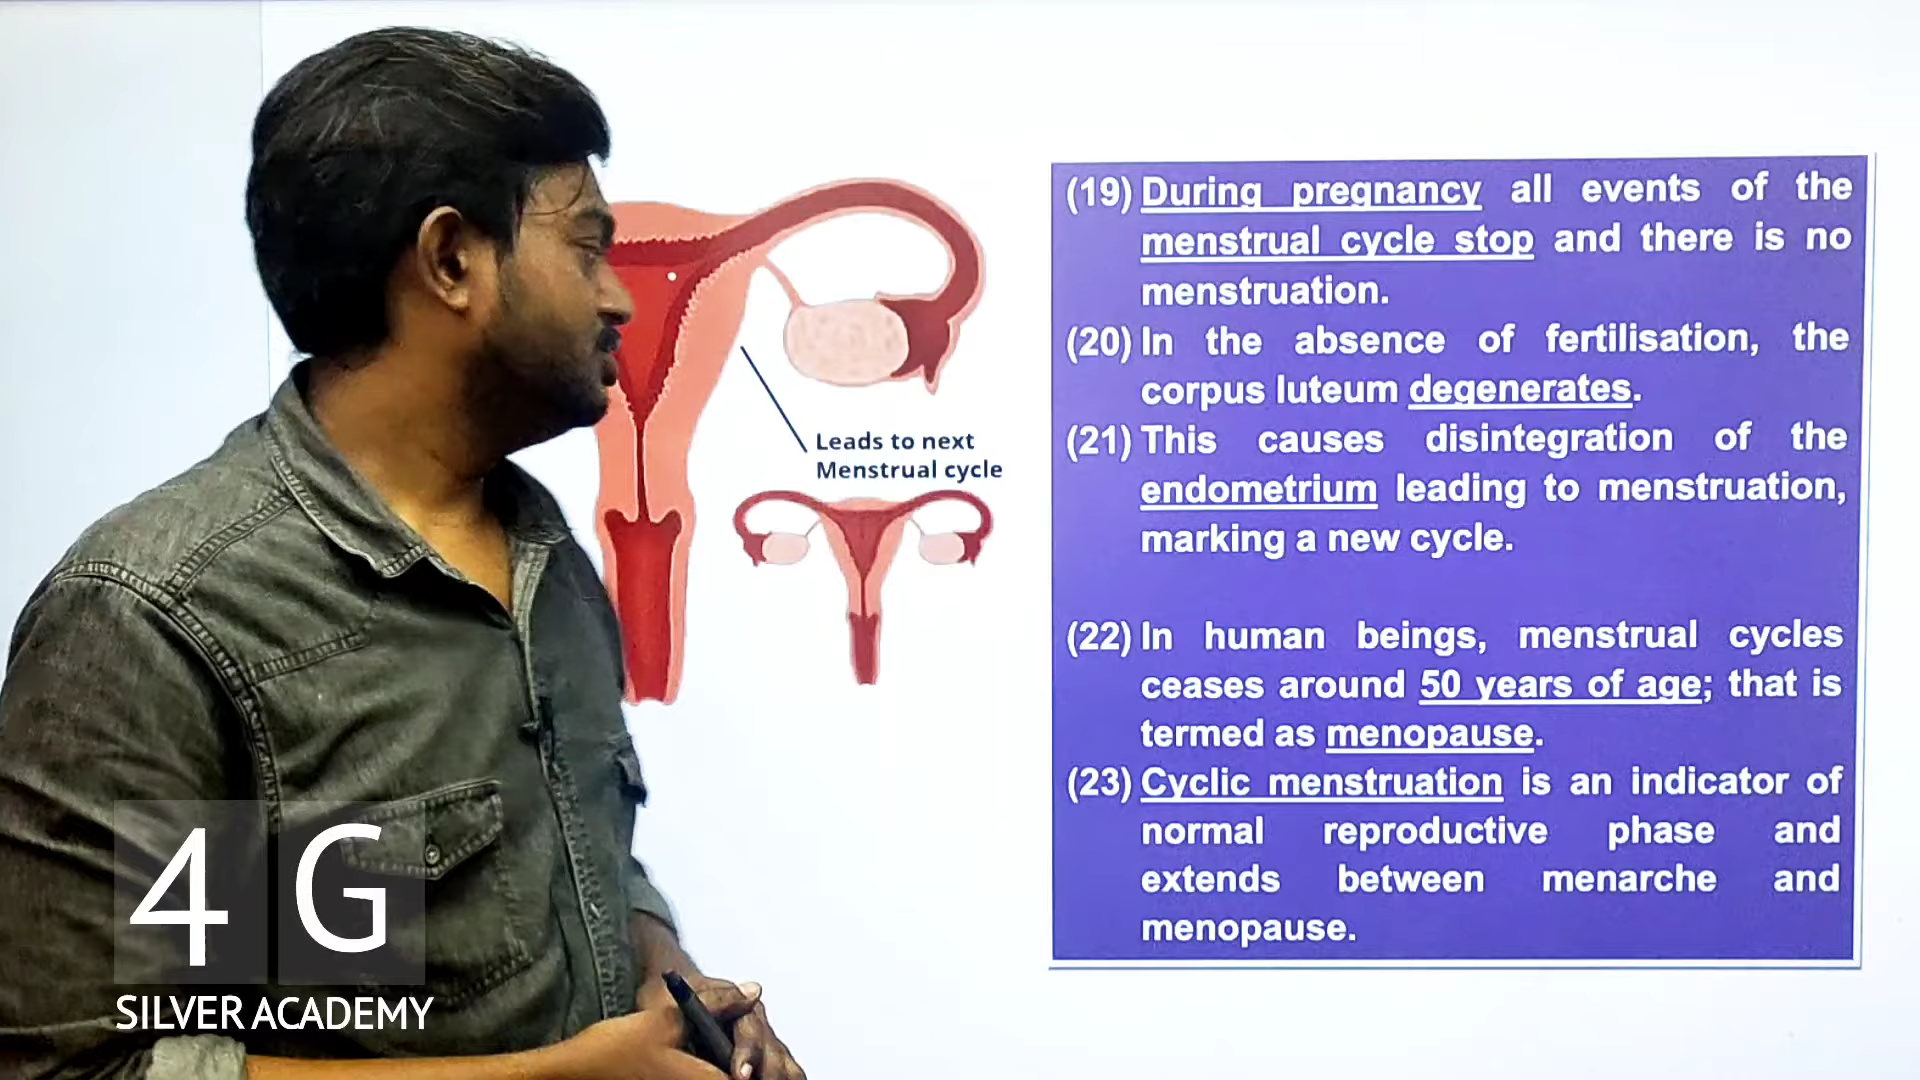 (19) During pregnancy all events of the
menstrual cycle stop and there is no
menstruation.
(20) In the absence of fertilisation, the
corpus luteum degenerates.
(21) This causes disintegration of the
endometrium leading to menstruation,
marking a new cycle.
(22) In human beings, menstrual cycles
ceases around 50 years of age; that is
termed as menopause.
(23) Cyclic menstruation is an indicator of
normal reproductive phase and
extends between menarche and
menopause.
Leads to next
Menstrual cycle
4 G
SILVER ACADEMY